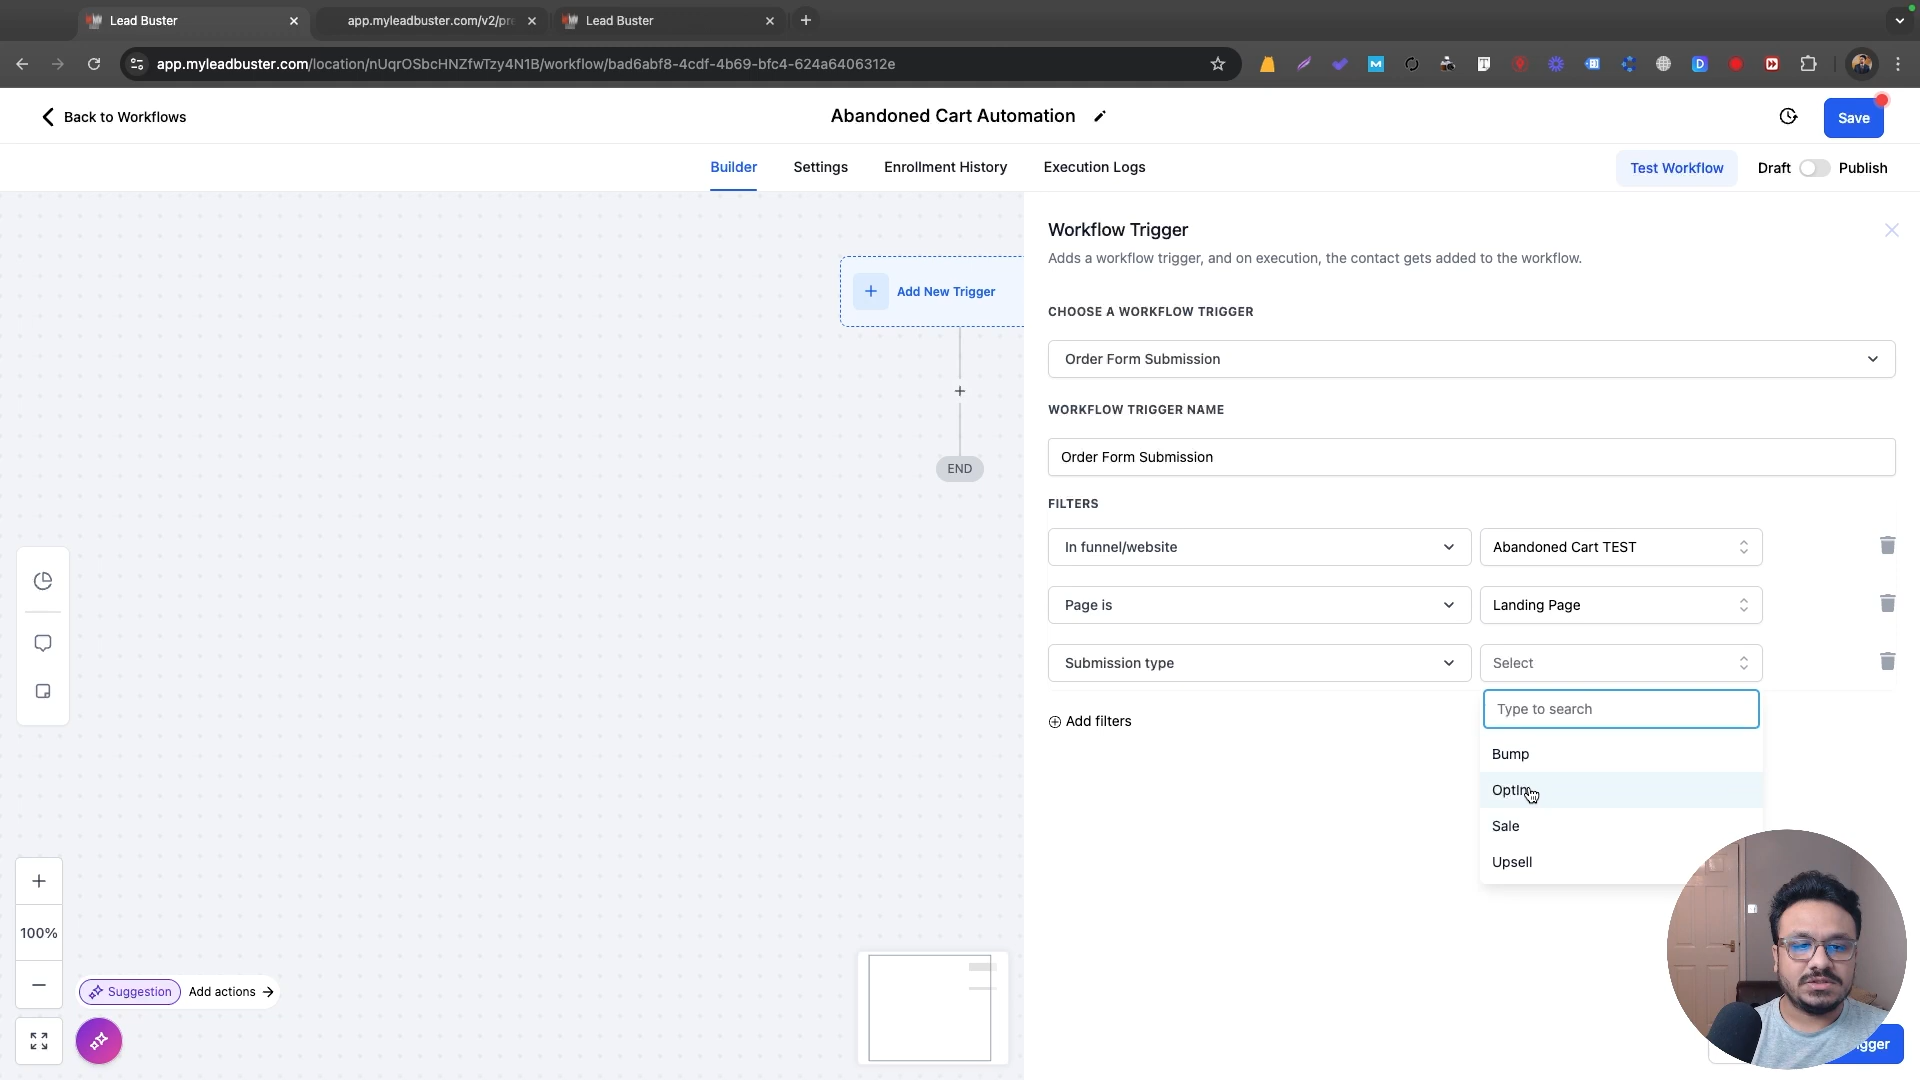 Lead Buster
app.myleadbuster.com/v2/pre
Lead Buster
app.myleadbuster.com/location/nUqrOSbcHNZfwTzy4N1B/workflow/bad6abf8-4cdf-4b69-bfc4-624a6406312e
Back to Workflows
Abandoned Cart Automation
Save
Builder
Settings
Enrollment History
Execution Logs
Test Workflow
Draft
Publish
Workflow Trigger
Adds a workflow trigger, and on execution, the contact gets added to the workflow.
Add New Trigger
CHOOSE A WORKFLOW TRIGGER
Order Form Submission
WORKFLOW TRIGGER NAME
Order Form Submission
END
FILTERS
In funnel/website
Abandoned Cart TEST
Page is
Landing Page
Submission type
Select
Type to search
Add filters
Bump
OptIn
Sale
Upsell
100%
Suggestion
Add actions